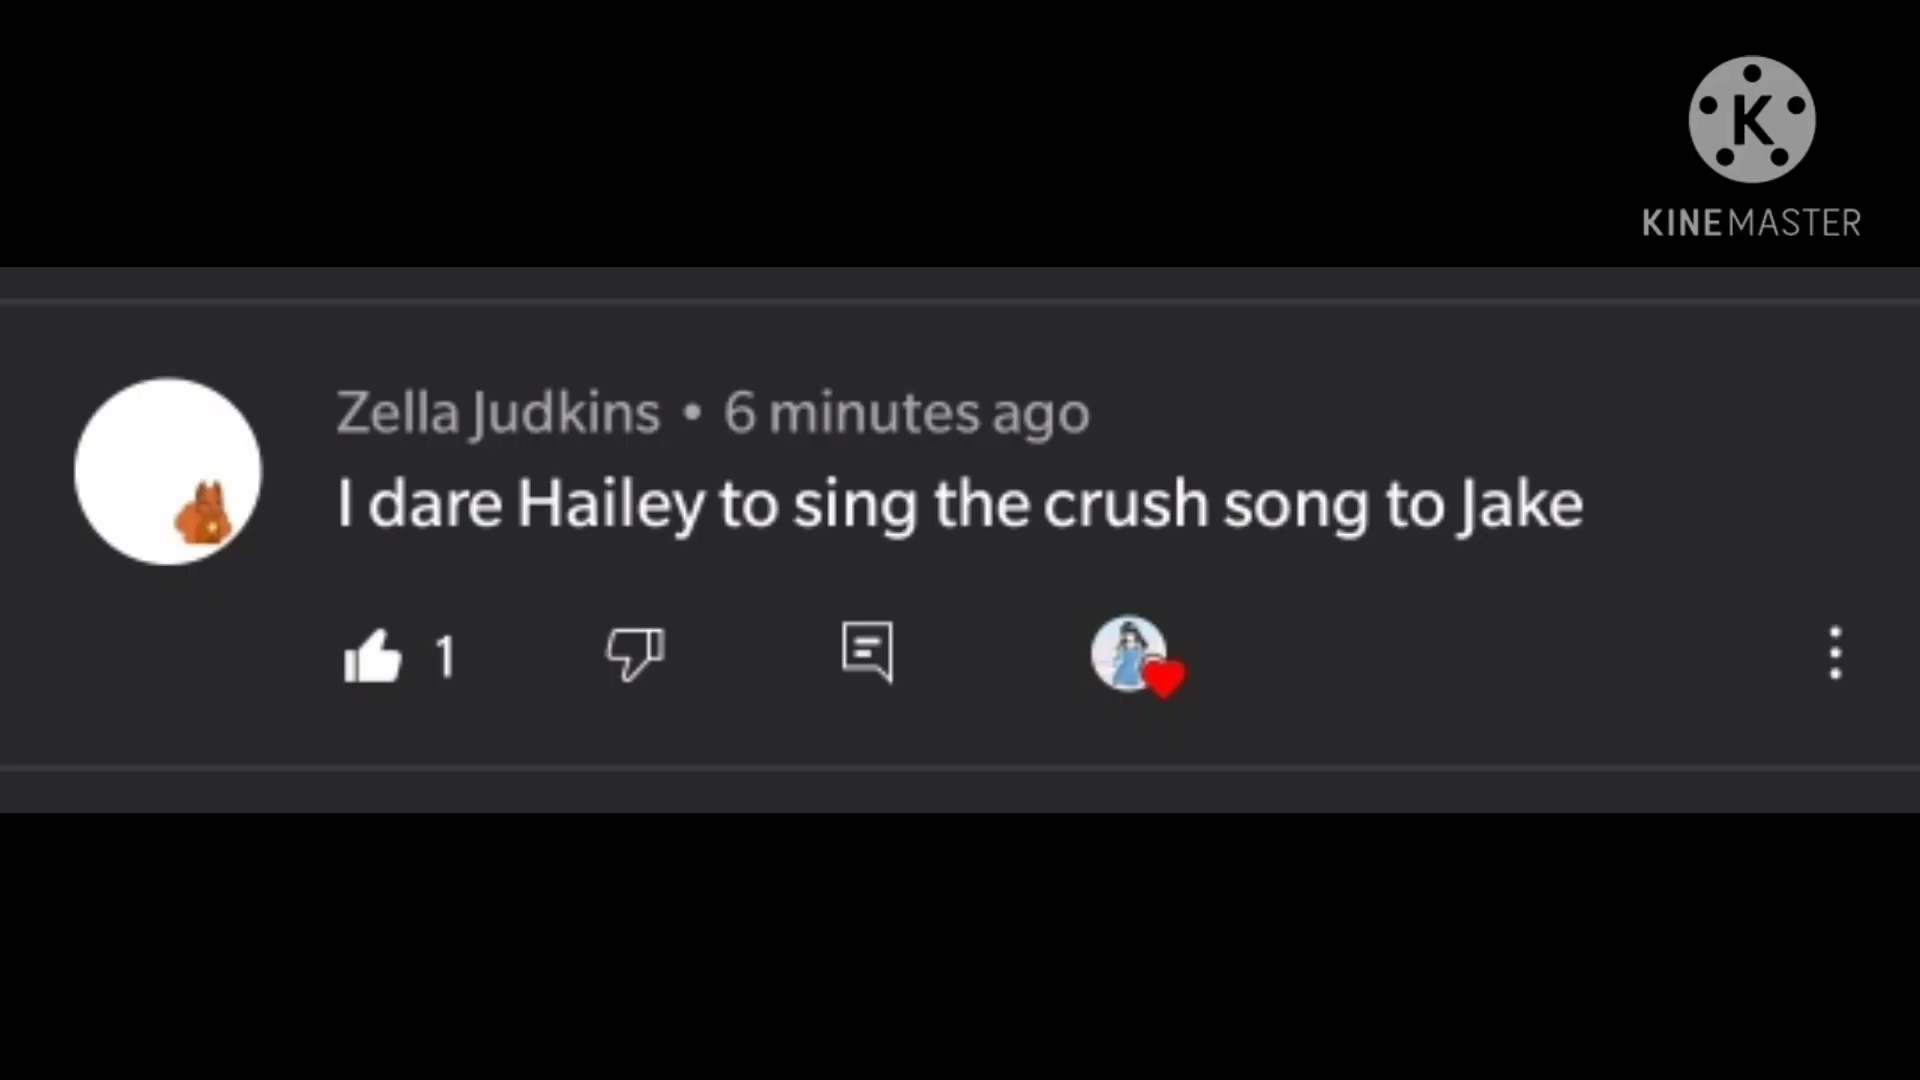 K
KINEMASTER
Zella Judkins • 6 minutes ago
I dare Hailey to sing the crush song to Jake
1